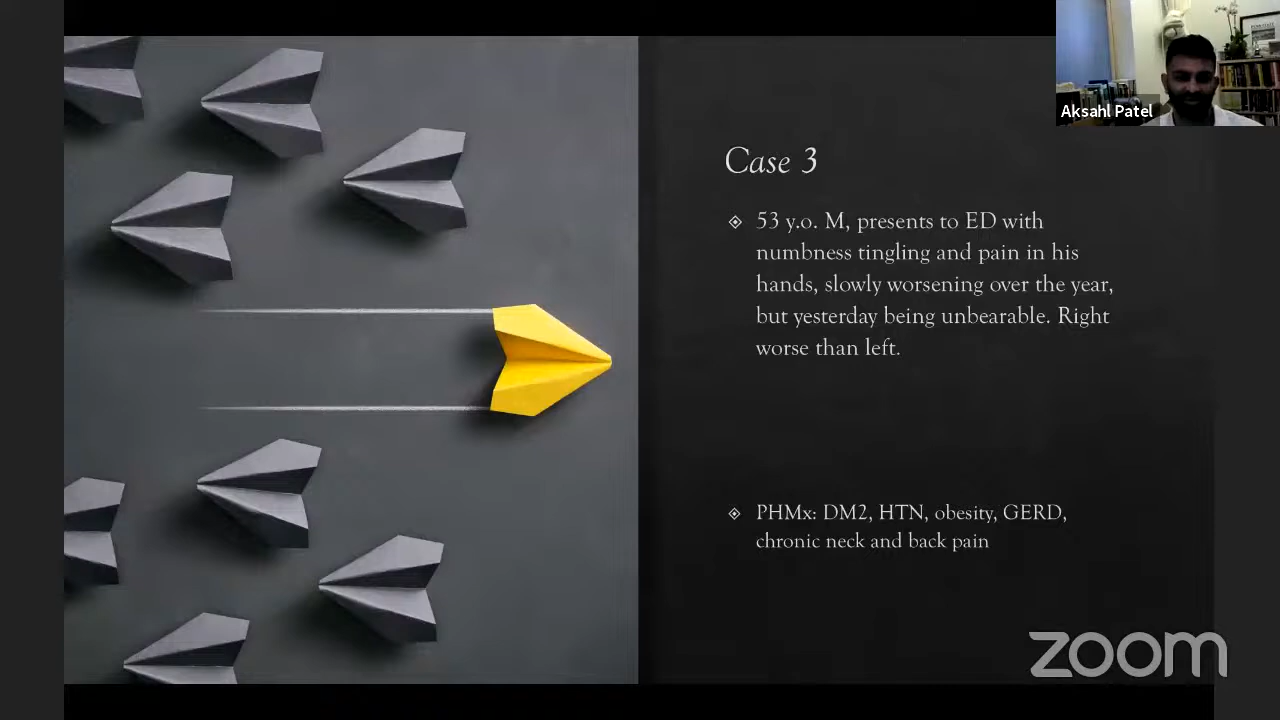 Aksahl Patel
Case 3
53 y.o. M, presents to ED with
numbness tingling and pain in his
hands, slowly worsening over the year,
but yesterday being unbearable. Right
worse than left.
PHMx: DM2, HTN, obesity, GERD,
chronic neck and back pain
zoom